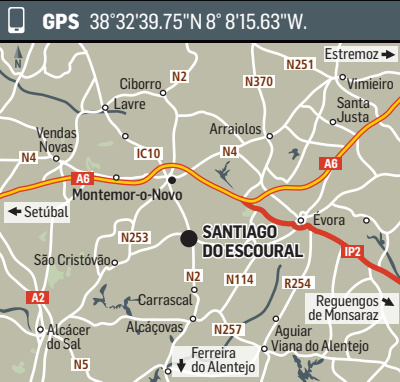 GPS 38°32'39.75"N 8° 8'15.63"W.
Estremoz
N
N251
N2
N370
Ciborro
Vimieiro
Lavre
Santa
Justa
Arraiolos
Vendas
Novas
IC10
N4
N4
A6
A6
Montemor-o-Novo
Setúbal
Évora
SANTIAGO
DO ESCOURAL
N253
IP2
São Cristóvão
N2
N114
R254
A2
Carrascal
Reguengos
de Monsaraz
Alcácer
do Sal
Alcáçovas
N257
Aguiar
Viana do Alentejo
Ferreira
do Alentejo
N5